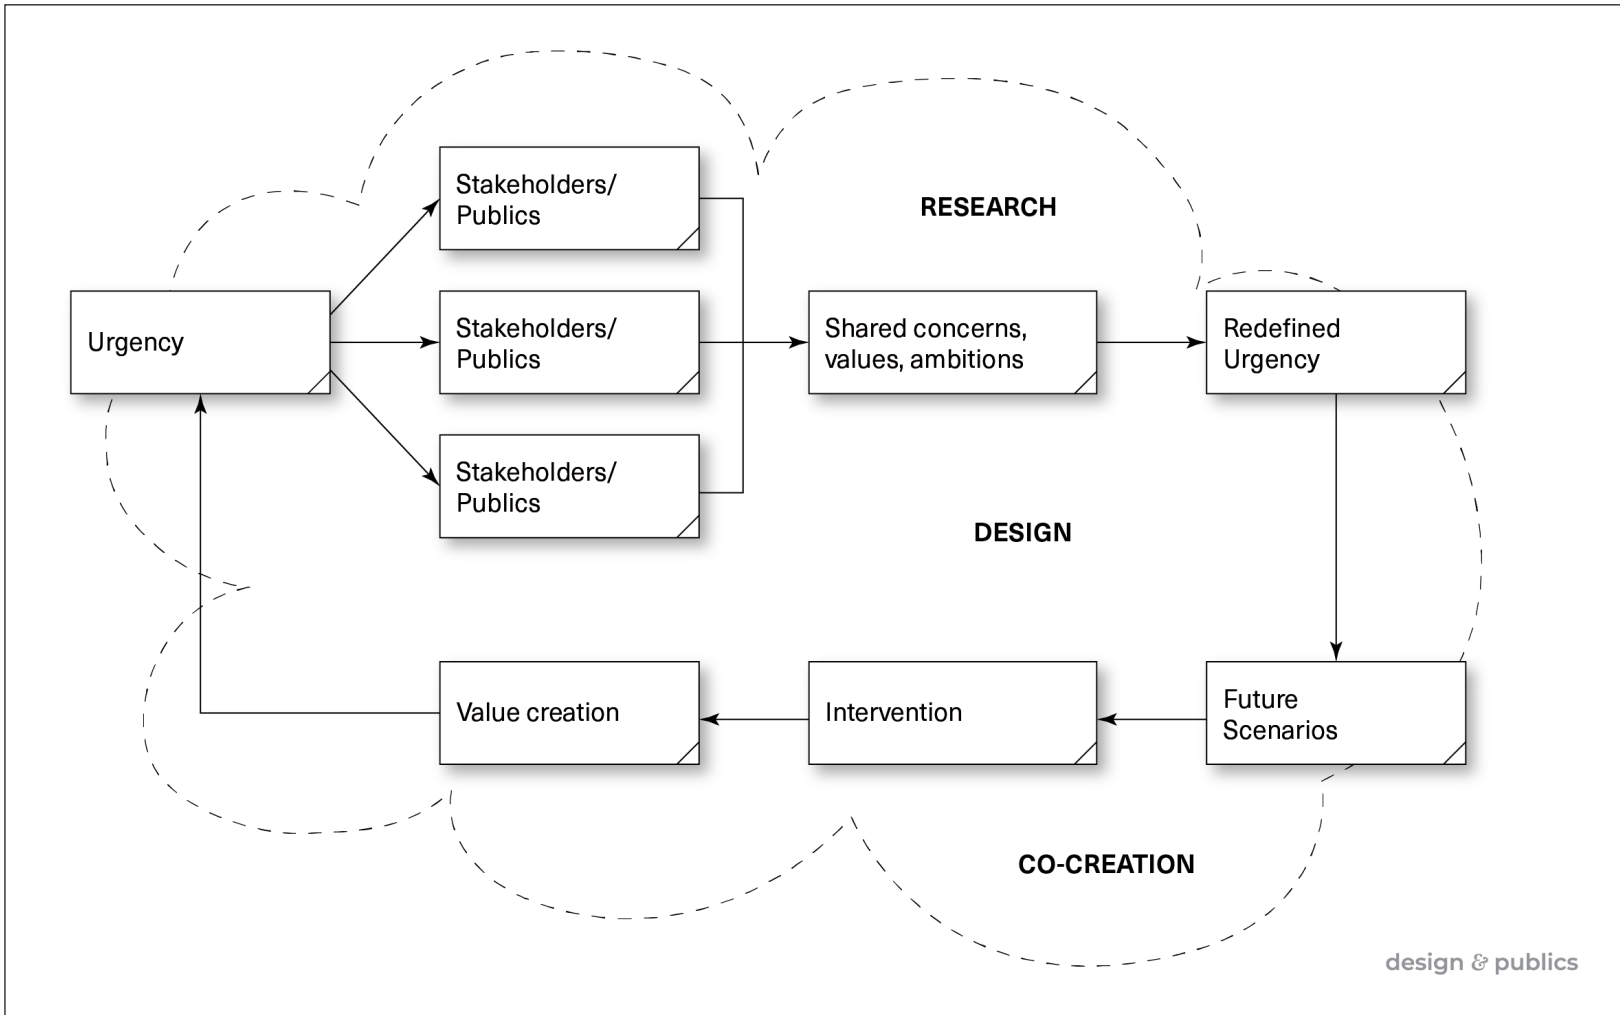 Stakeholders/
Publics
RESEARCH
Urgency
Stakeholders/
Publics
Shared concerns,
values, ambitions
Redefined
Urgency
Stakeholders/
Publics
DESIGN
Value creation
Intervention
Future
Scenarios
CO-CREATION
design & publics